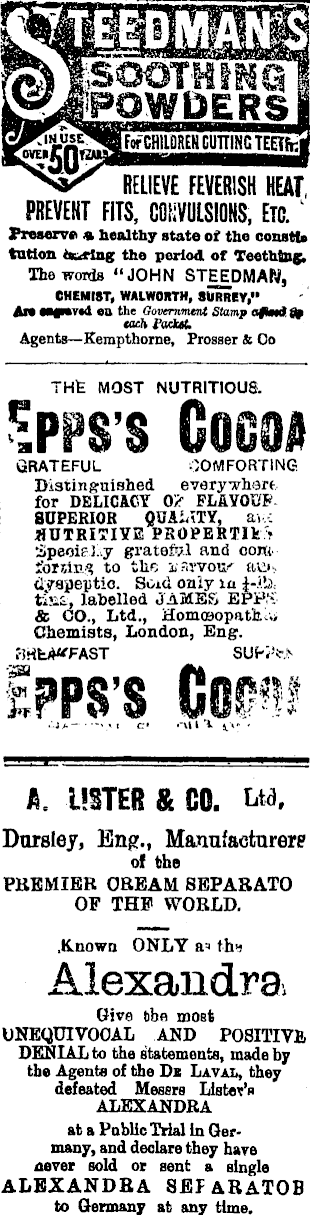 STEEDMAN'S
SOOTHING
POWDERS
IN USE
OVER 50 YEARS
For CHILDREN CUTTING TEETH
RELIEVE FEVERISH HEAT,
PREVENT FITS, CONVULSIONS, ETC.
Preserve a healthy state of the consti-
tution during the period of Teething.
The words "JOHN STEEDMAN,
CHEMIST, WALWORTH, SURREY,"
Are engraved on the Government Stamp affixed to
each Packet.
Agents—Kempthorne, Prosser & Co
THE MOST NUTRITIOUS.
EPPS'S COCOA
GRATEFUL COMFORTING
Distinguished everywhere
for DELICACY OF FLAVOUR
SUPERIOR QUALITY, and
NUTRITIVE PROPERTIES
Specially grateful and com-
forting to the nervous and
dyspeptic. Sold only in ¼-lb.
tins, labelled JAMES EPPS
& CO., Ltd., Homœopathic
Chemists, London, Eng.
BREAKFAST SUPPER
EPPS'S COCOA
A. LISTER & CO. Ltd,
Dursley, Eng., Manufacturers
of the
PREMIER CREAM SEPARATO
OF THE WORLD.
Known ONLY as the
Alexandra
Give the most
UNEQUIVOCAL AND POSITIVE
DENIAL to the statements, made by
the Agents of the DE LAVAL, they
defeated Messrs Lister's
ALEXANDRA
at a Public Trial in Ger-
many, and declare they have
never sold or sent a single
ALEXANDRA SEPARATOR
to Germany at any time.